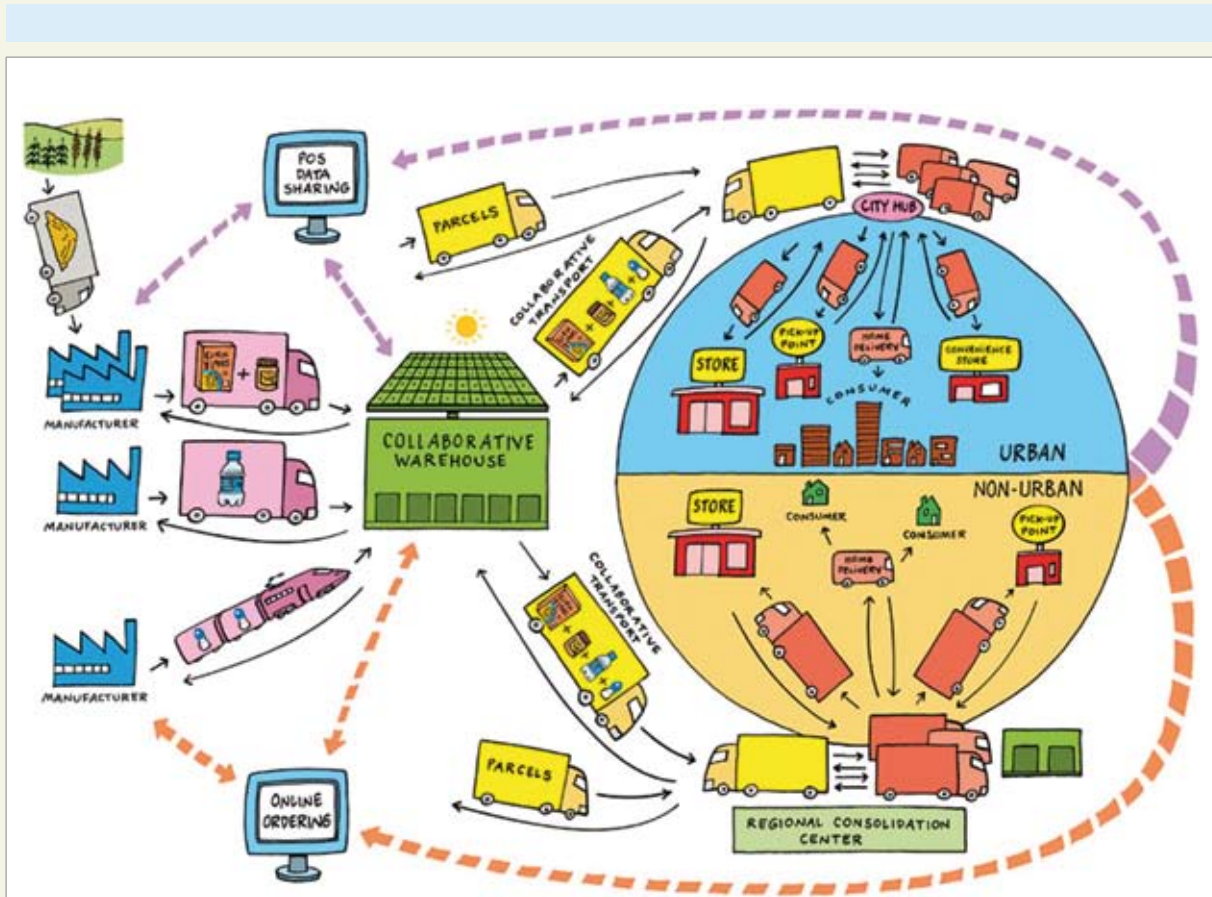 POS
DATA
SHARING
PARCELS
COLLABORATIVE
TRANSPORT
CITY HUB
STORE
PICK-UP
POINT
HOME
DELIVERY
CONVENIENCE
STORE
CONSUMER
URBAN
MANUFACTURER
COLLABORATIVE
WAREHOUSE
MANUFACTURER
NON-URBAN
STORE
CONSUMER
CONSUMER
PICK-UP
POINT
HOME
DELIVERY
COLLABORATIVE
TRANSPORT
MANUFACTURER
PARCELS
ONLINE
ORDERING
REGIONAL CONSOLIDATION
CENTER